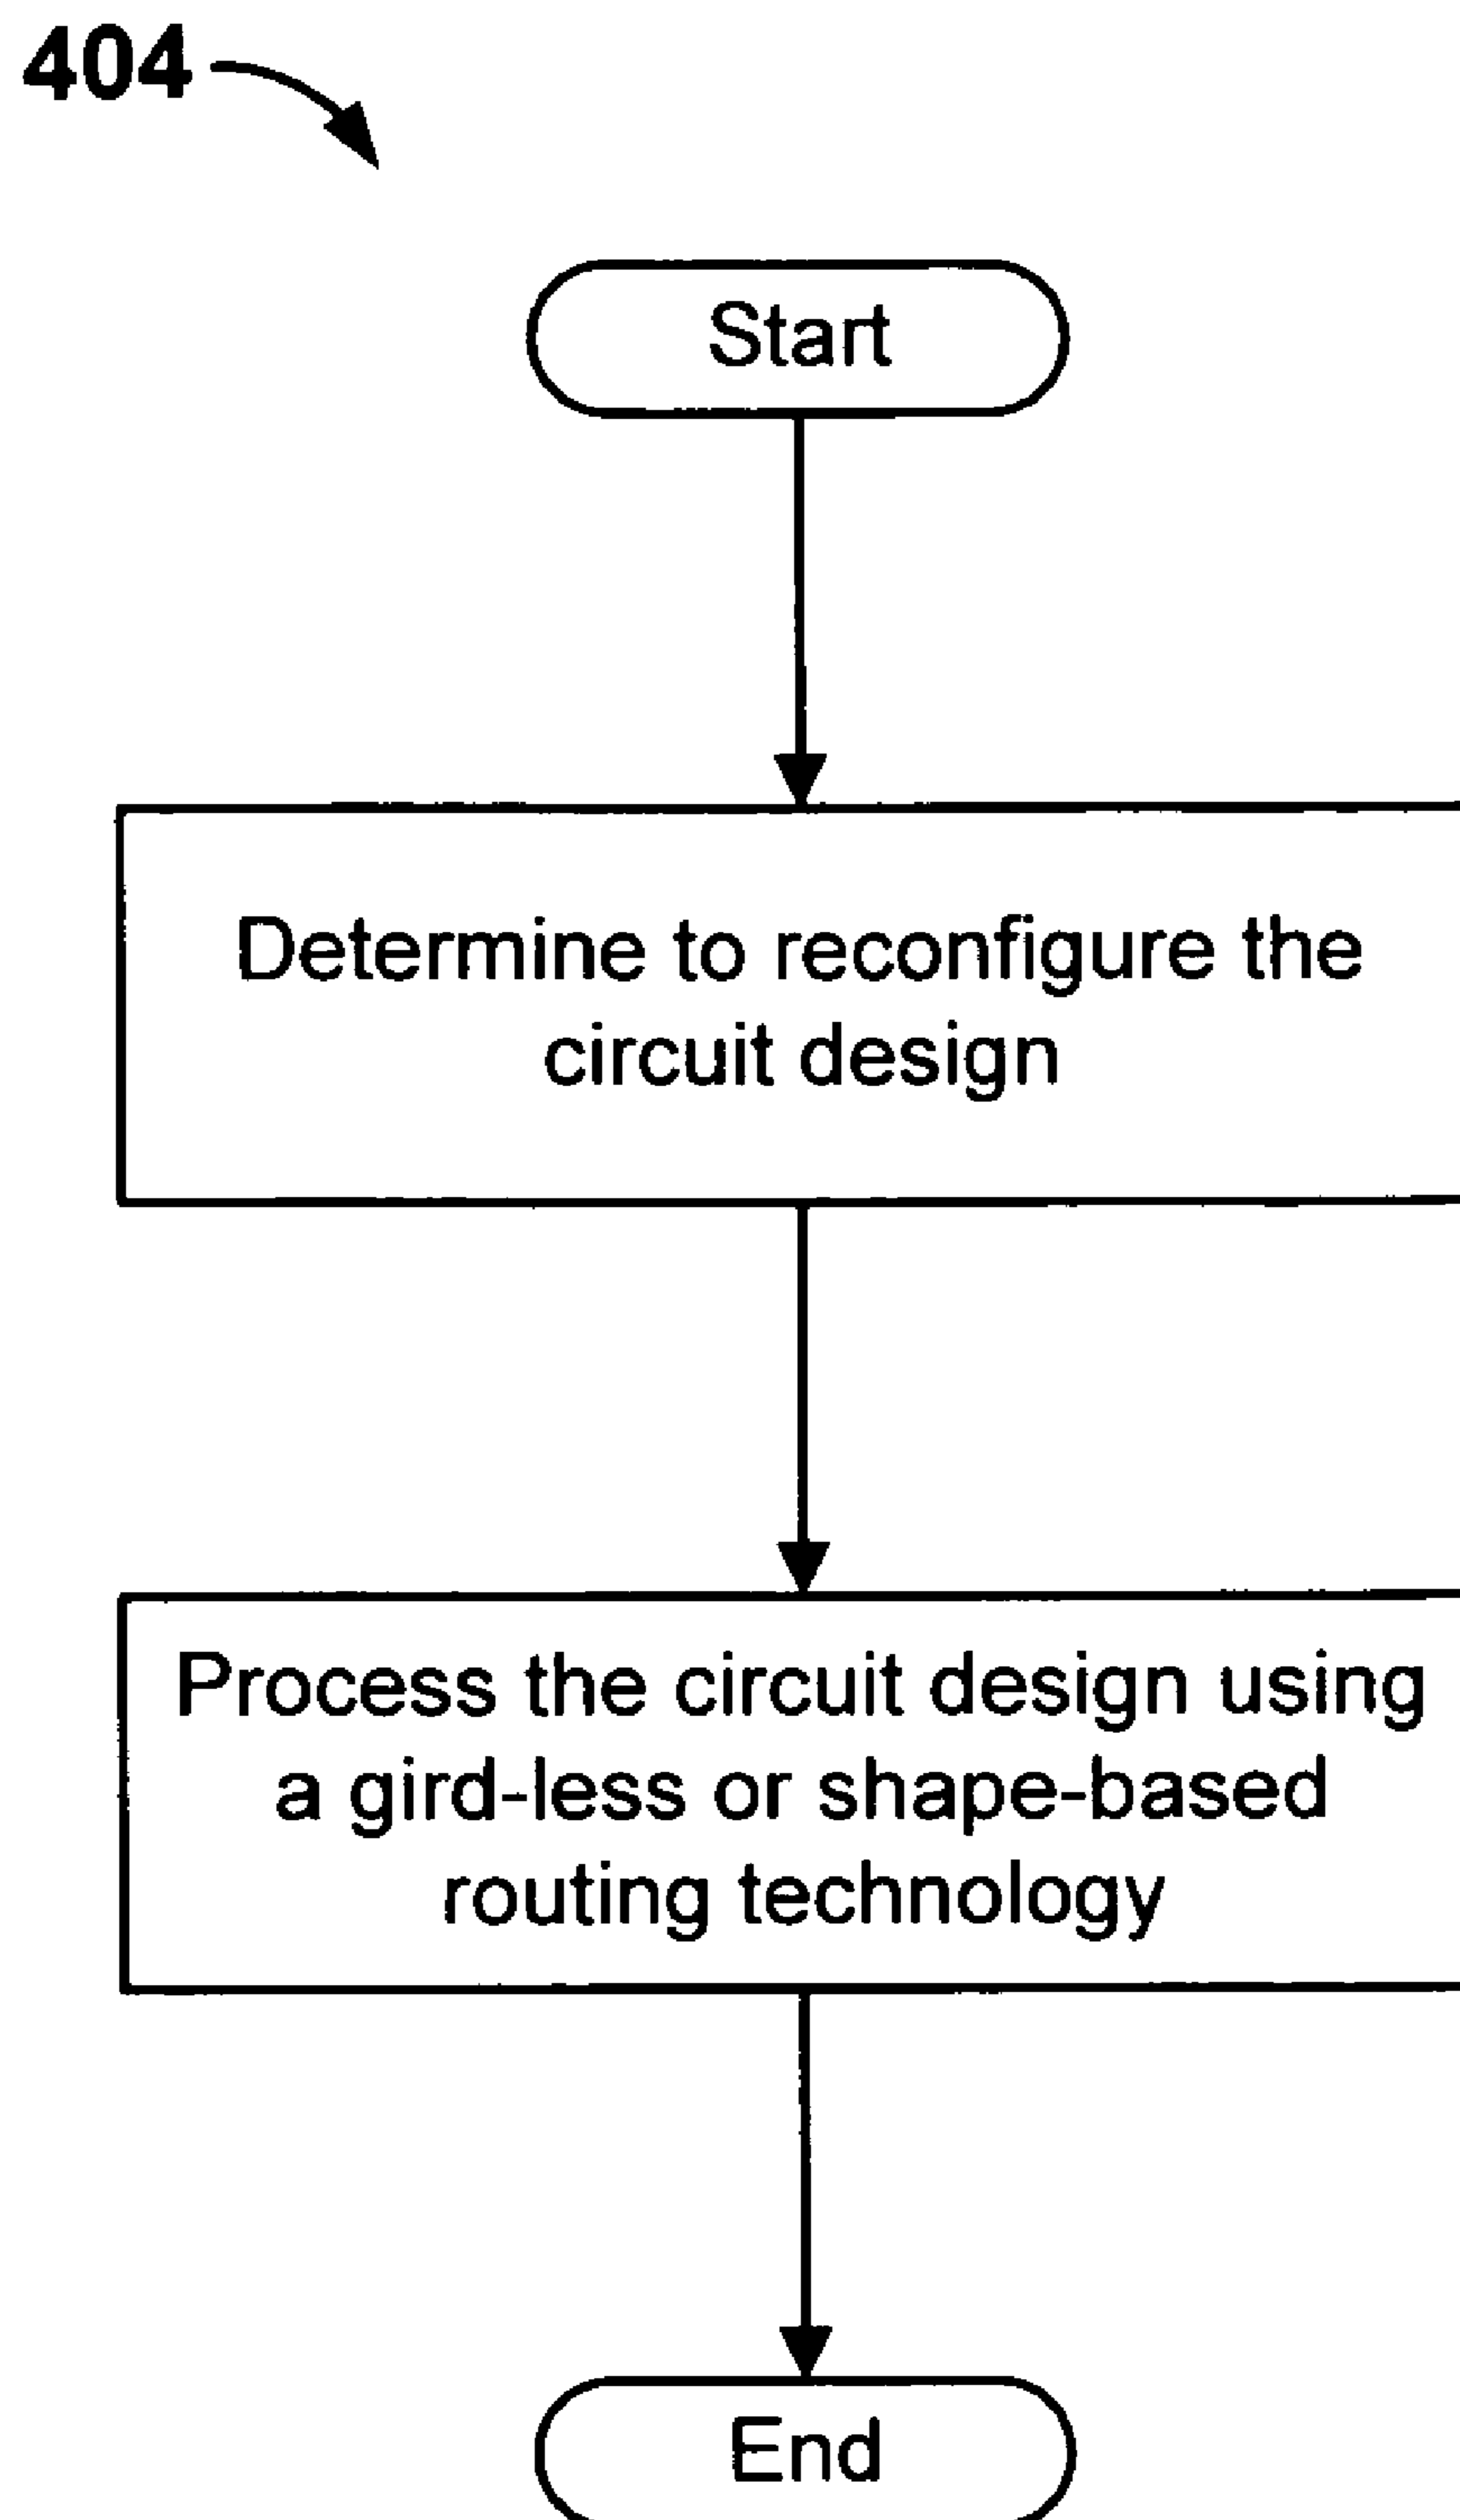 404
Start
Determine to reconfigure the
circuit design
Process the circuit design using
a gird-less or shape-based
routing technology
End